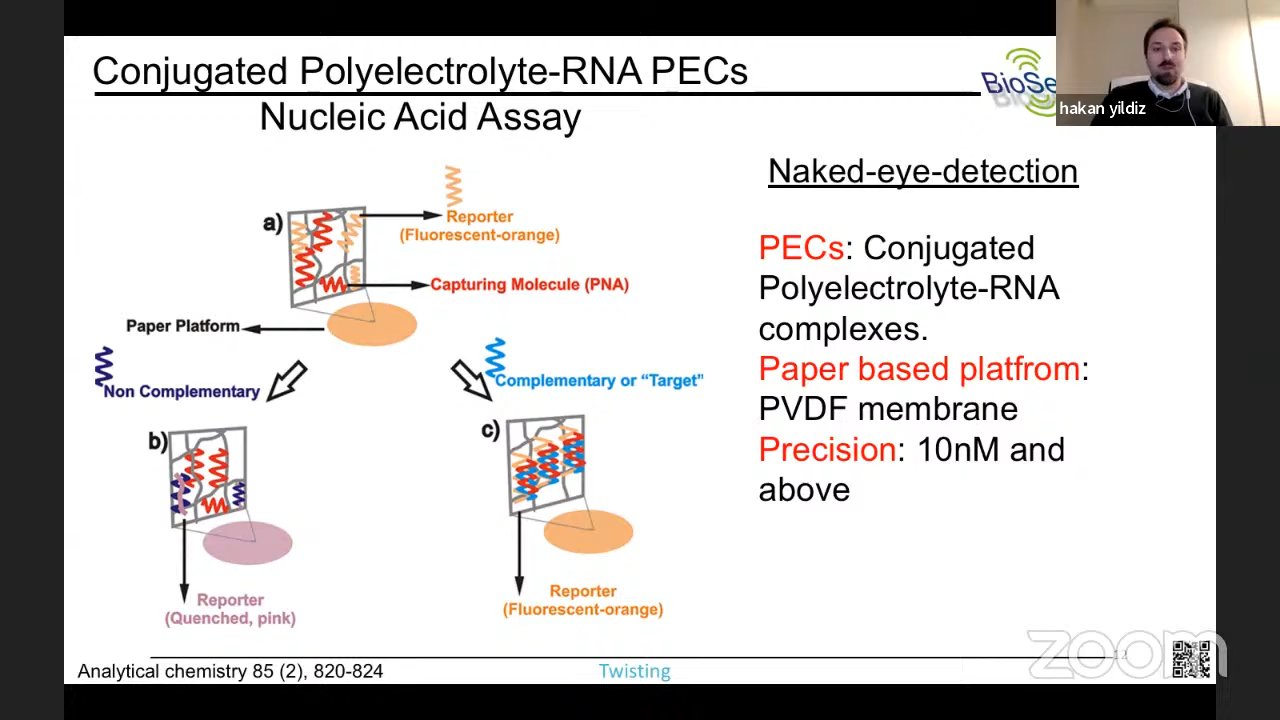 Conjugated Polyelectrolyte-RNA PECs
Nucleic Acid Assay
BioSe
hakan yildiz
Naked-eye-detection
a)
Reporter
(Fluorescent-orange)
Capturing Molecule (PNA)
Paper Platform
Non Complementary
Complementary or “Target”
b)
c)
Reporter
(Quenched, pink)
Reporter
(Fluorescent-orange)
PECs: Conjugated
Polyelectrolyte-RNA
complexes.
Paper based platfrom:
PVDF membrane
Precision: 10nM and
above
Analytical chemistry 85 (2), 820-824
Twisting
12
zoom